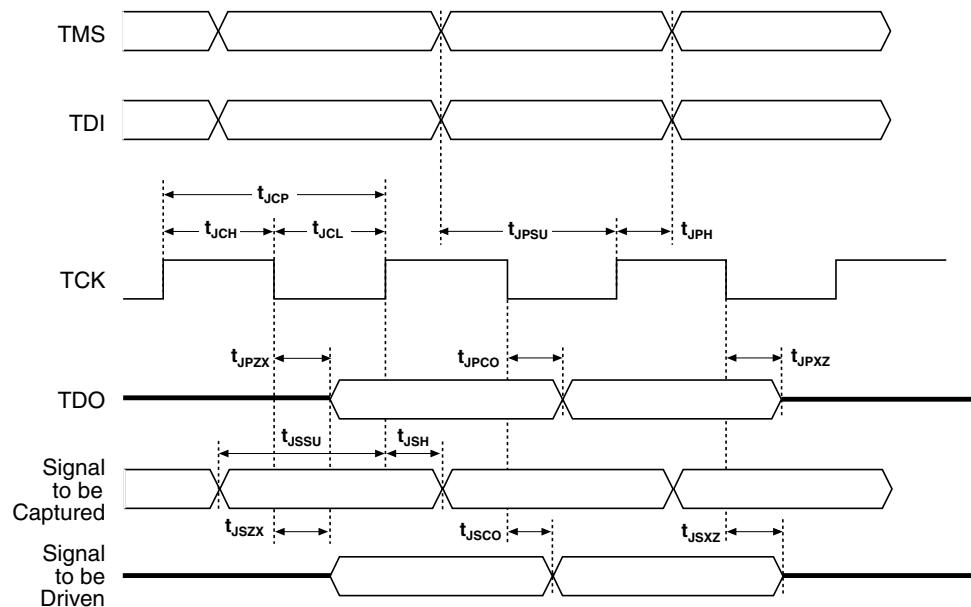 TMS
TDI
tJCP
tJCH
tJCL
tJPSU
tJPH
TCK
tJPZX
tJPCO
tJPXZ
TDO
tJSSU
tJSH
Signal
to be
Captured
tJSZX
tJSCO
tJSXZ
Signal
to be
Driven